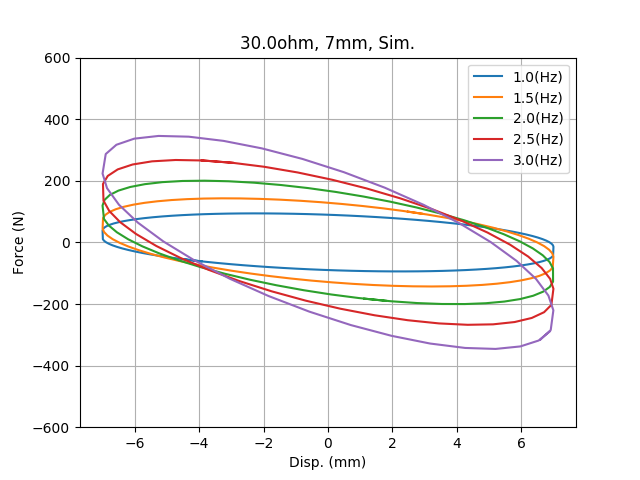 30.0ohm, 7mm, Sim.
1.0(Hz)
1.5(Hz)
2.0(Hz)
2.5(Hz)
3.0(Hz)
Force (N)
600
400
200
0
−200
−400
−600
−6 −4 −2 0 2 4 6
Disp. (mm)